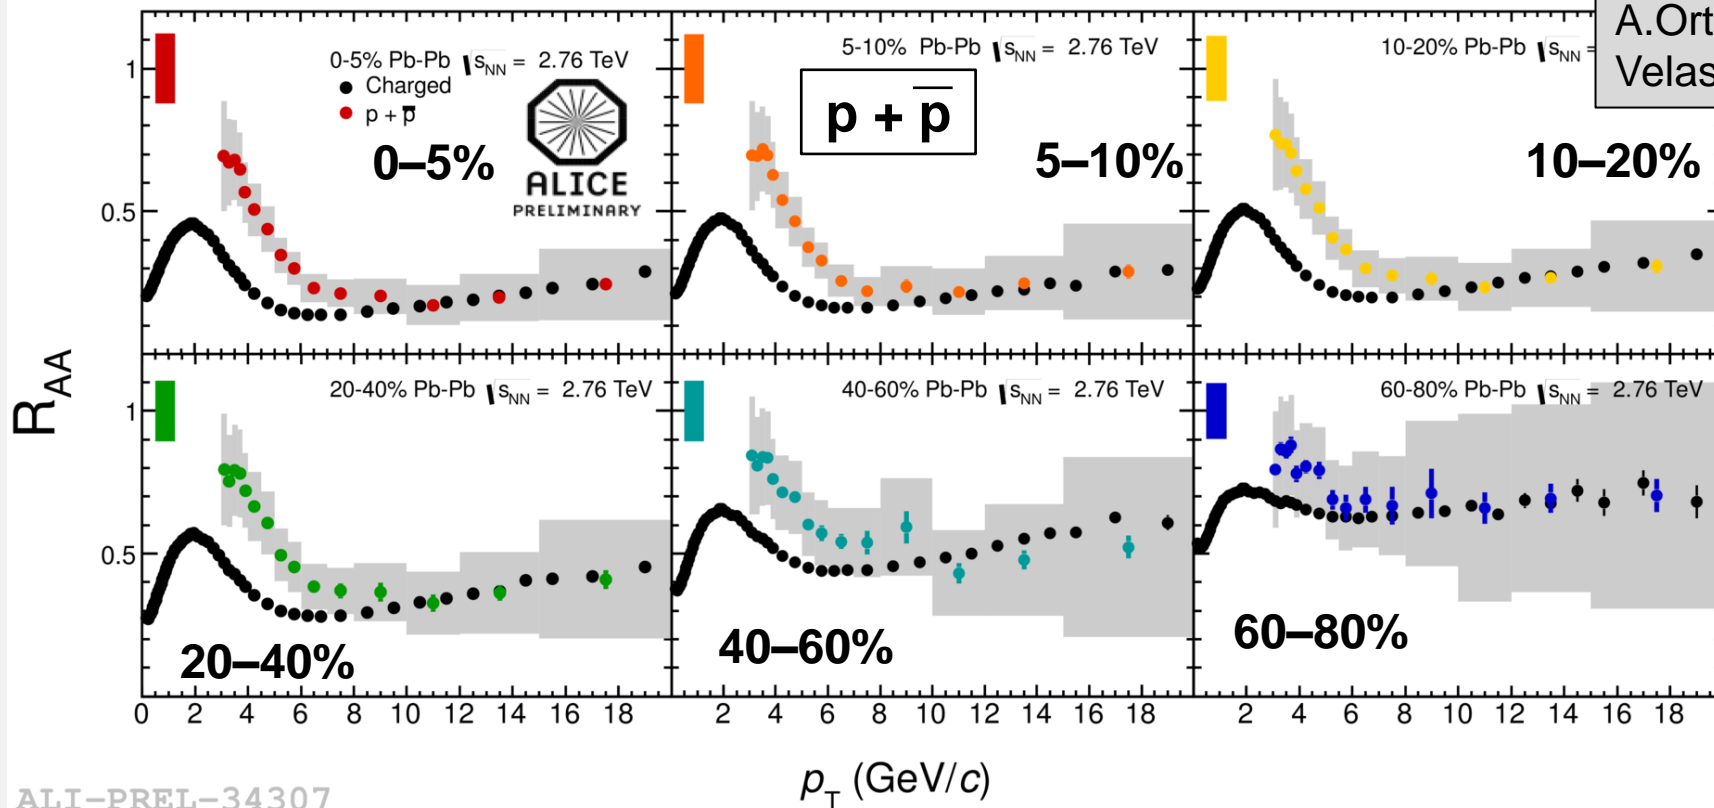 A.Ort
Velas
0-5% Pb-Pb √sNN = 2.76 TeV
Charged
p + p̅
0–5%
ALICE
PRELIMINARY
5-10% Pb-Pb √sNN = 2.76 TeV
p + p̅
5–10%
10-20% Pb-Pb √sNN =
10–20%
1
0.5
RAA
20-40% Pb-Pb √sNN = 2.76 TeV
20–40%
40-60% Pb-Pb √sNN = 2.76 TeV
40–60%
60-80% Pb-Pb √sNN = 2.76 TeV
60–80%
1
0.5
0 2 4 6 8 10 12 14 16 18 2 4 6 8 10 12 14 16 18 2 4 6 8 10 12 14 16 18
pT (GeV/c)
ALI-PREL-34307